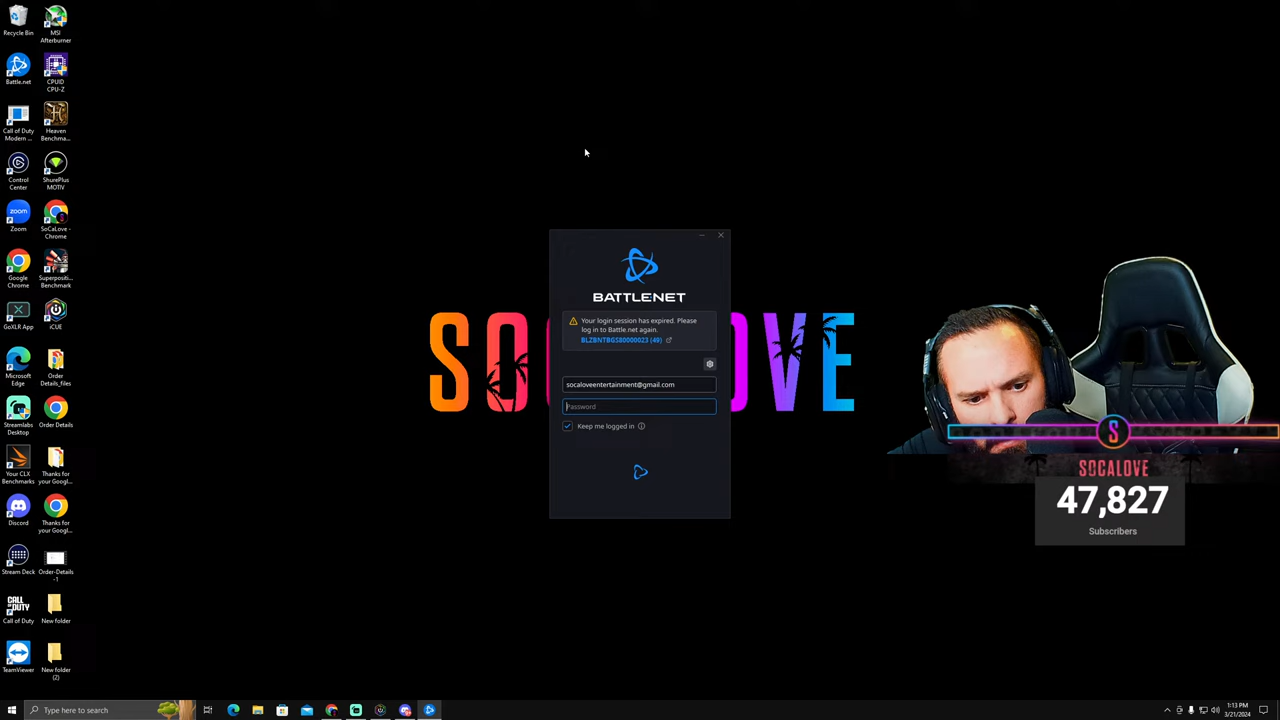 Recycle Bin
MSI
Afterburner
Battle.net
CPUID
CPU-Z
Call of Duty
Modern ...
Heaven
Benchma...
Control
Center
ShurePlus
MOTIV
Zoom
SoCaLove -
Chrome
Google
Chrome
Superpositi...
Benchmark
GoXLR App
iCUE
Microsoft
Edge
Order
Details_files
Streamlabs
Desktop
Order Details
Your CLX
Benchmarks
Thanks for
your Googl...
Discord
Thanks for
your Googl...
Stream Deck
Order-Details
-1
CALL OF
DUTY
Call of Duty
New folder
TeamViewer
New folder
(2)
BATTLENET
Your login session has expired. Please
log in to Battle.net again.
BLZBNTBGS80000023 (49)
socaloveentertainment@gmail.com
Password
Keep me logged in
SOCALOVE
47,827
Subscribers
Type here to search
1:13 PM
3/21/2024